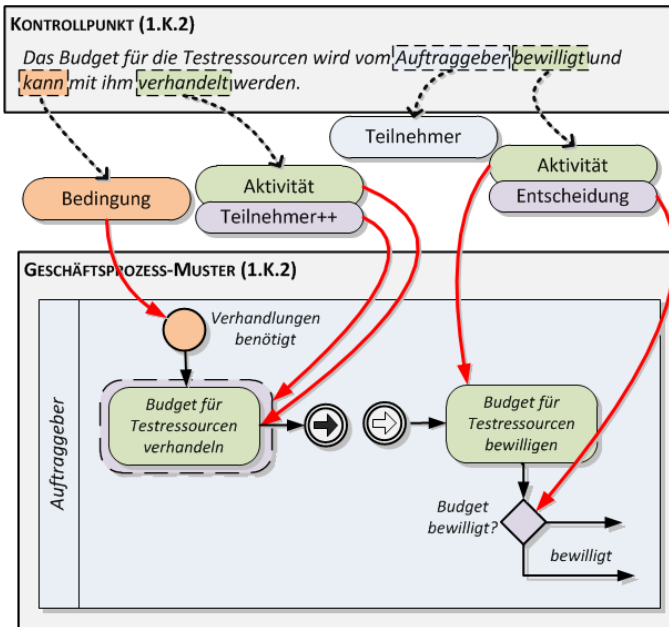 KONTROLLPUNKT (1.K.2)
Das Budget für die Testressourcen wird vom Auftraggeber bewilligt und
kann mit ihm verhandelt werden.
Teilnehmer
Bedingung
Aktivität
Teilnehmer++
Aktivität
Entscheidung
GESCHÄFTSPROZESS-MUSTER (1.K.2)
Auftraggeber
Verhandlungen
benötigt
Budget für
Testressourcen
verhandeln
Budget für
Testressourcen
bewilligen
Budget
bewilligt?
bewilligt